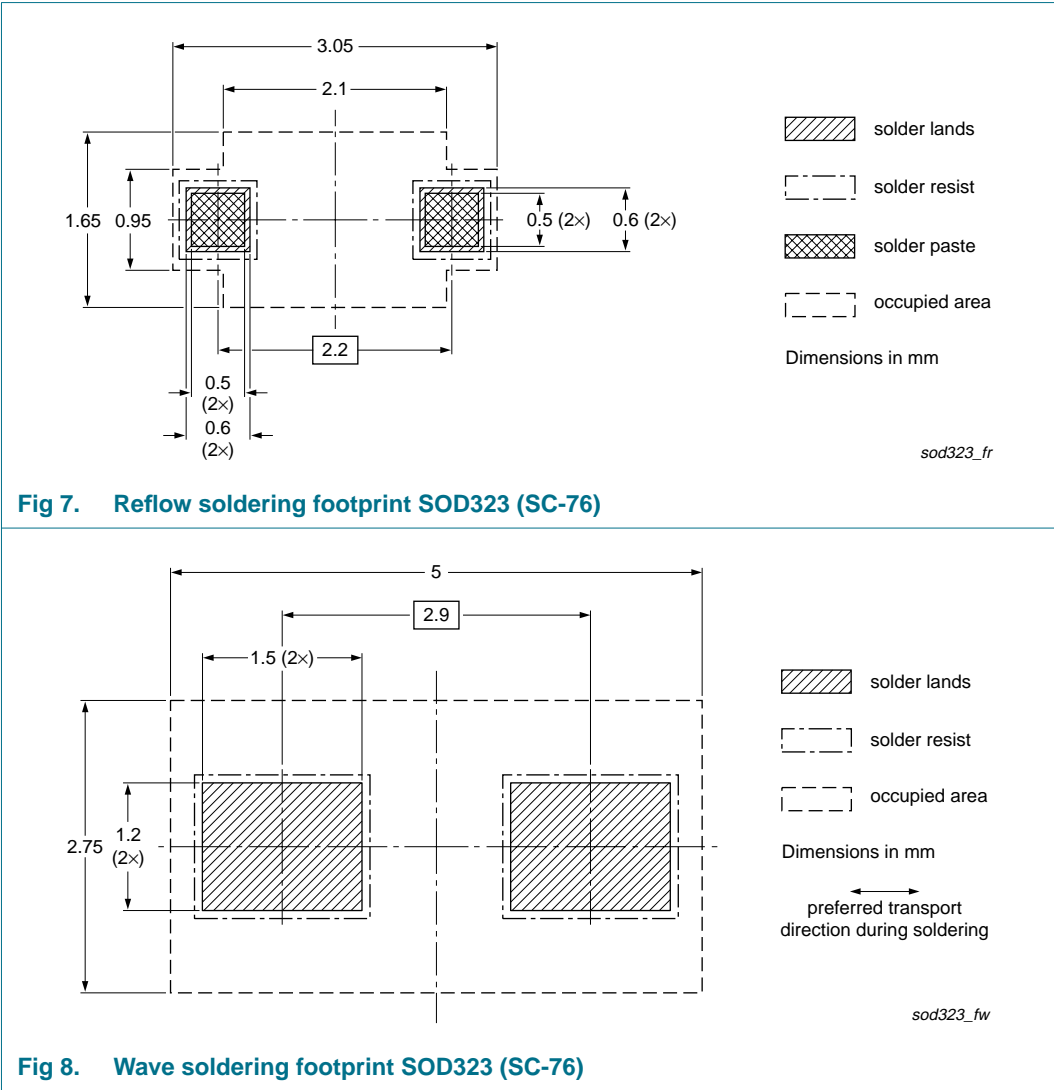 3.05
2.1
solder lands
solder resist
1.65 0.95
0.5 (2×) 0.6 (2×)
solder paste
occupied area
2.2
Dimensions in mm
0.5
(2×)
0.6
(2×)
sod323_fr
Fig 7. Reflow soldering footprint SOD323 (SC-76)
5
2.9
1.5 (2×)
solder lands
solder resist
occupied area
2.75 1.2
(2×)
Dimensions in mm
preferred transport
direction during soldering
sod323_fw
Fig 8. Wave soldering footprint SOD323 (SC-76)